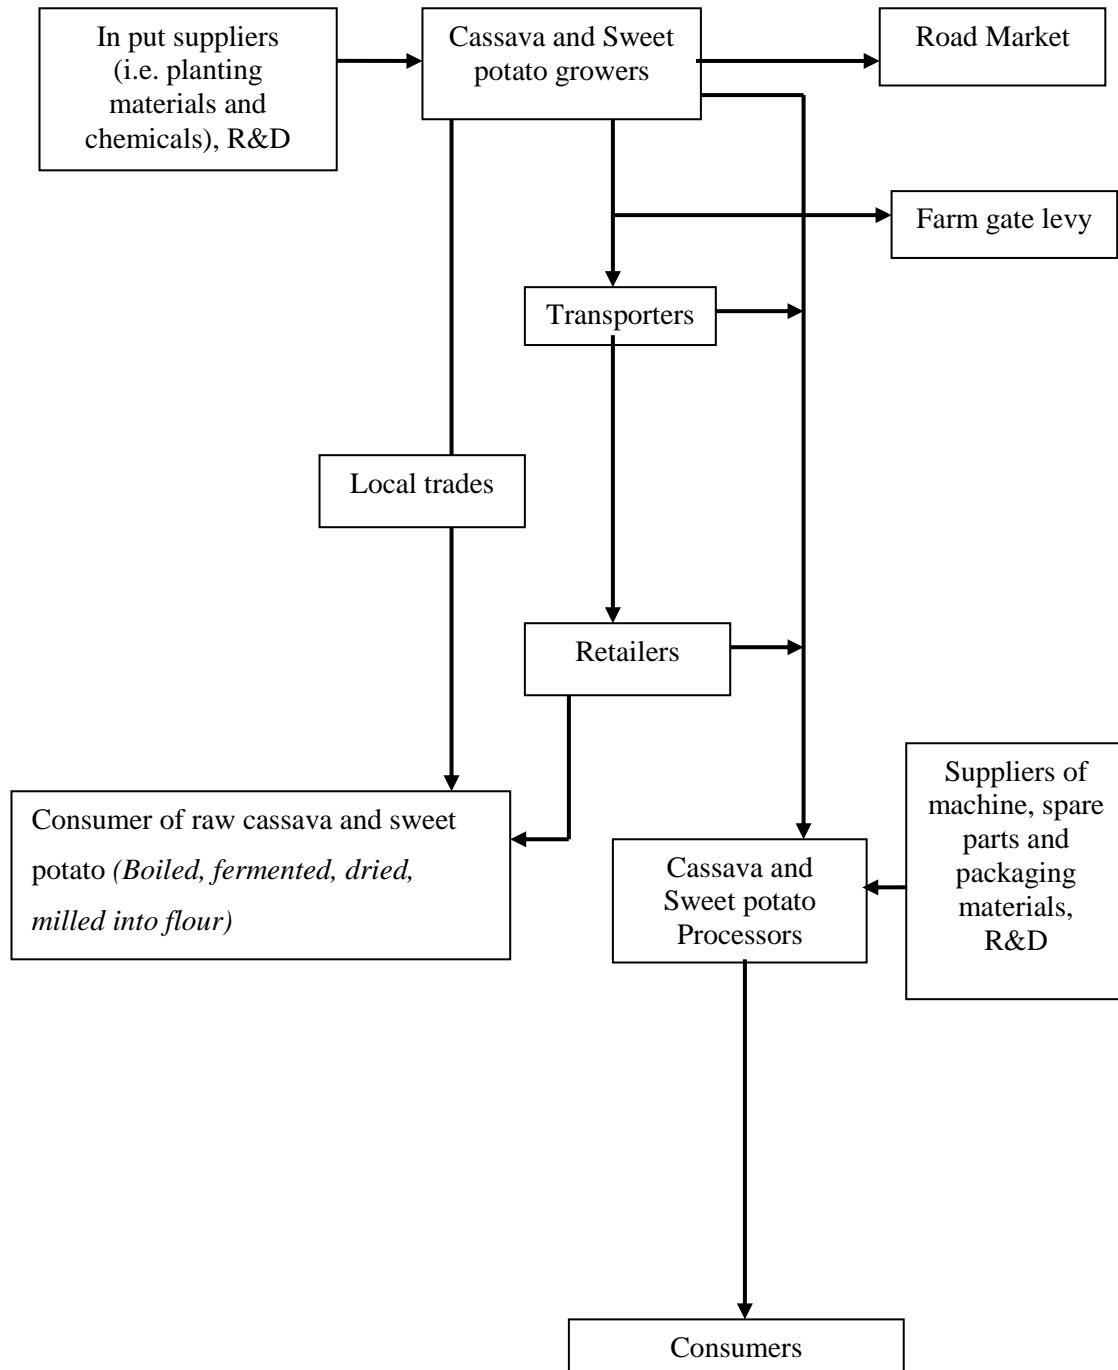 In put suppliers
(i.e. planting
materials and
chemicals), R&D
Cassava and Sweet
potato growers
Road Market
Farm gate levy
Transporters
Local trades
Retailers
Consumer of raw cassava and sweet
potato (Boiled, fermented, dried,
milled into flour)
Cassava and
Sweet potato
Processors
Suppliers of
machine, spare
parts and
packaging
materials,
R&D
Consumers